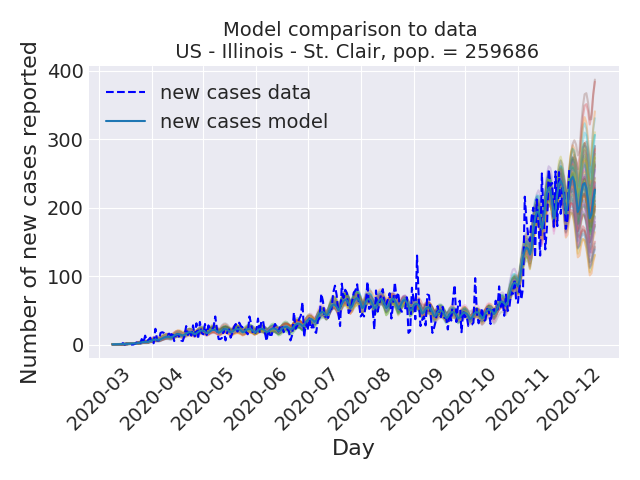 Model comparison to data
US - Illinois - St. Clair, pop. = 259686
Number of new cases reported
400
300
200
100
0
new cases data
new cases model
2020-03
2020-04
2020-05
2020-06
2020-07
2020-08
2020-09
2020-10
2020-11
2020-12
Day